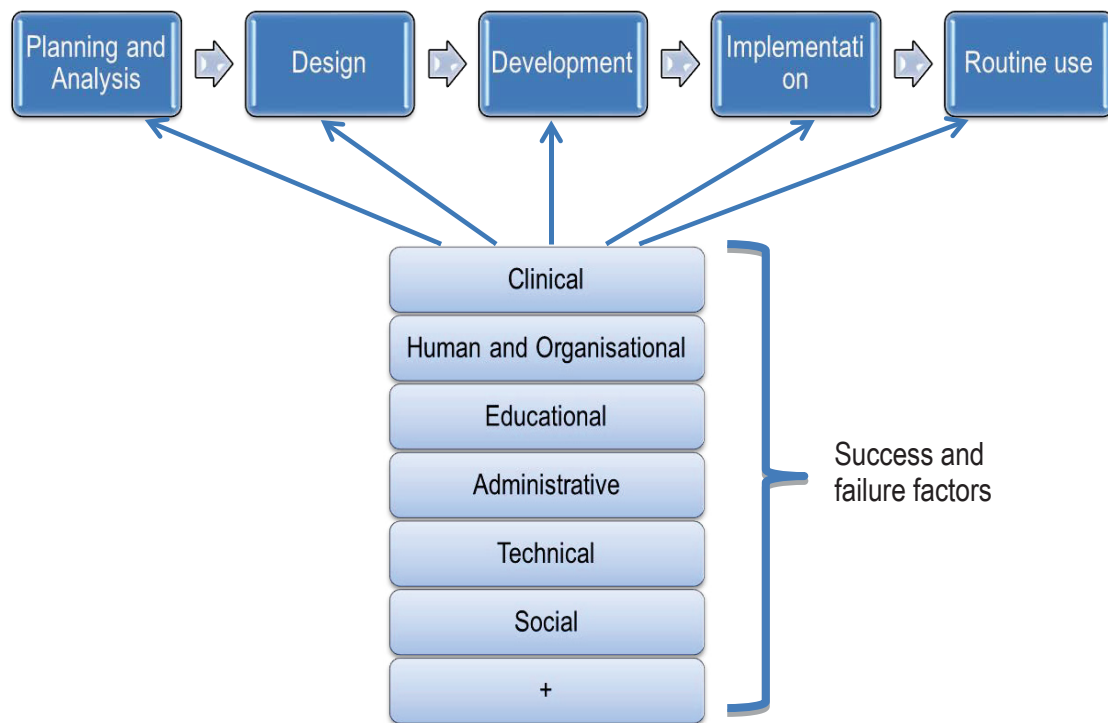 Planning and
Analysis
Design
Development
Implementati
on
Routine use
Clinical
Human and Organisational
Educational
Administrative
Technical
Social
+
Success and
failure factors